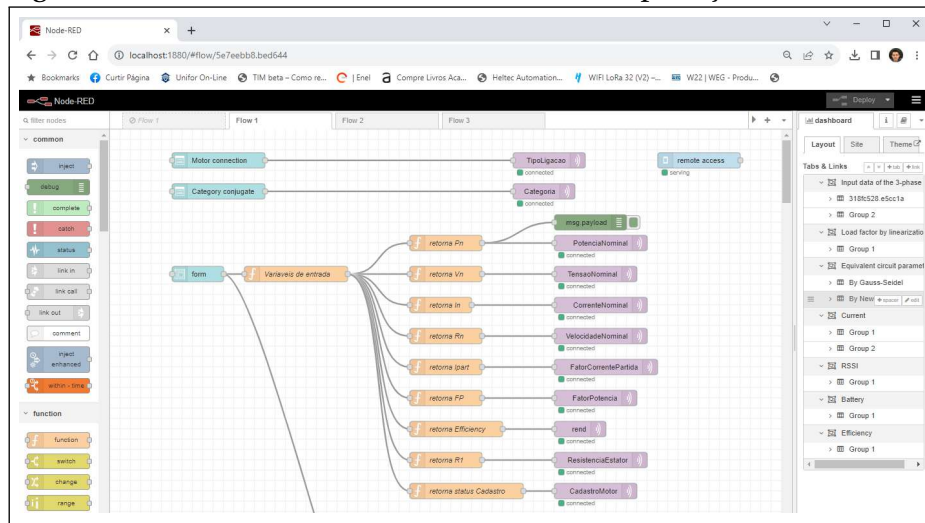 Node-RED
localhost:1880/#flow/5e7eebb8.bed644
Bookmarks Curtir Página Unifor On-Line TIM beta – Como re... | Enel Compre Livros Aca... Heltec Automation... WIFI LoRa 32 (V2) –... W22 | WEG - Produ...
Node-RED Deploy
filter nodes Flow 1 Flow 1 Flow 2 Flow 3 dashboard
common
Layout Site Theme
Motor connection TipoLigacao remote access
connected serving
Tabs & Links +tab +link
inject
Input data of the 3-phase
debug
Category conjugate Categoria
connected
318fc528.e5cc1a
complete
Group 2
msg.payload
catch
Load factor by linearizatio
retorna Pn PotenciaNominal
connected
status
Group 1
link in
form Variaveis de entrada retorna Vn TensaoNominal
connected
Equivalent circuit paramet
link call
By Gauss-Seidel
link out
retorna In CorrenteNominal
connected
By New +spacer edit
comment
Current
retorna Rn VelocidadeNominal
connected
Group 1
inject
enhanced
Group 2
retorna Ipart FatorCorrentePartida
connected
RSSI
within - time
Group 1
retorna FP FatorPotencia
connected
Battery
function
Group 1
retorna Efficiency rend
connected
Efficiency
function
Group 1
switch
retorna R1 ResistenciaEstator
connected
change
retorna status Cadastro CadastroMotor
connected
range